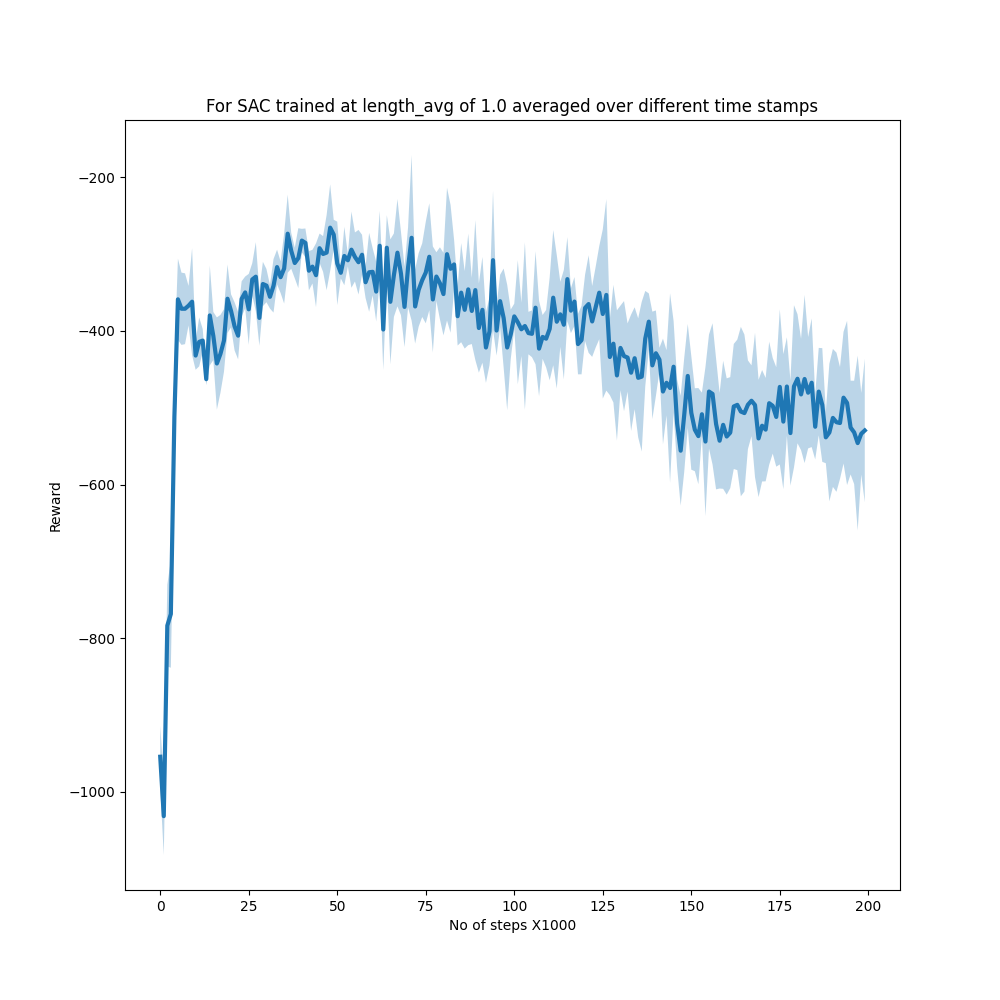 For SAC trained at length_avg of 1.0 averaged over different time stamps
−200
−400
−600
−800
−1000
Reward
0 25 50 75 100 125 150 175 200
No of steps X1000